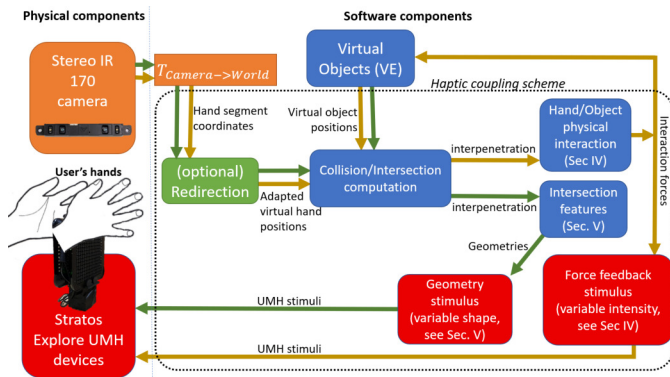 Physical components
Software components
Stereo IR
170
camera
T_{Camera->World}
Virtual
Objects (VE)
Haptic coupling scheme
Hand segment
coordinates
Virtual object
positions
Hand/Object
physical
interaction
(Sec IV)
Interaction forces
User's hands
(optional)
Redirection
Collision/Intersection
computation
interpenetration
Adapted
virtual hand
positions
interpenetration
Intersection
features
(Sec. V)
Geometries
Stratos
Explore UMH
devices
UMH stimuli
Geometry
stimulus
(variable shape,
see Sec. V)
Force feedback
stimulus
(variable intensity,
see Sec IV)
UMH stimuli